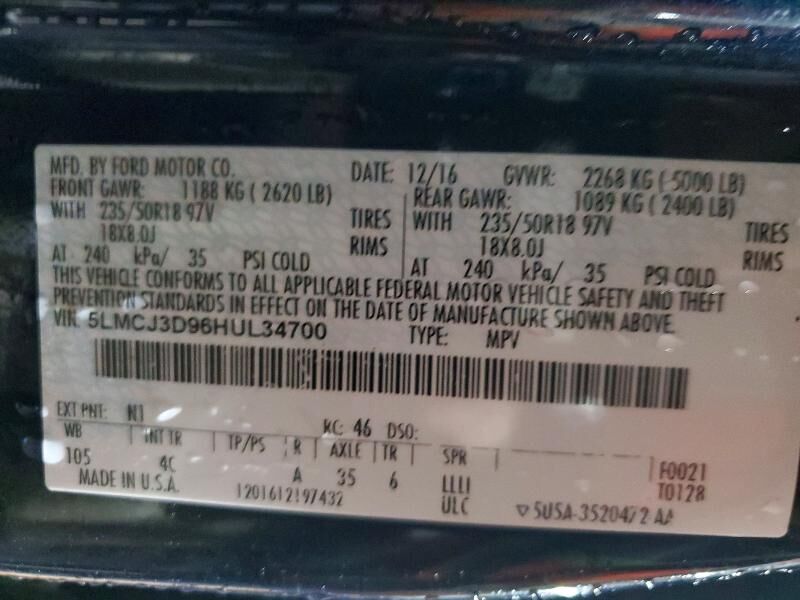 MFD. BY FORD MOTOR CO. DATE: 12/16 GVWR: 2268 KG ( 5000 LB)
FRONT GAWR: 1188 KG ( 2620 LB) REAR GAWR: 1089 KG ( 2400 LB)
WITH 235/50R18 97V TIRES WITH 235/50R18 97V TIRES
18X8.0J RIMS 18X8.0J RIMS
AT 240 kPa/ 35 PSI COLD AT 240 kPa/ 35 PSI COLD
THIS VEHICLE CONFORMS TO ALL APPLICABLE FEDERAL MOTOR VEHICLE SAFETY AND THEFT
PREVENTION STANDARDS IN EFFECT ON THE DATE OF MANUFACTURE SHOWN ABOVE.
VIN: 5LMCJ3D96HUL34700 TYPE: MPV
EXT PNT: N1 RC: 46 DSO:
WB INT TR TP/PS R AXLE TR SPR F0021
105 4C A 35 6 LLLI T0128
MADE IN U.S.A. 1201612197432 ULC 5U5A-3520472-AA